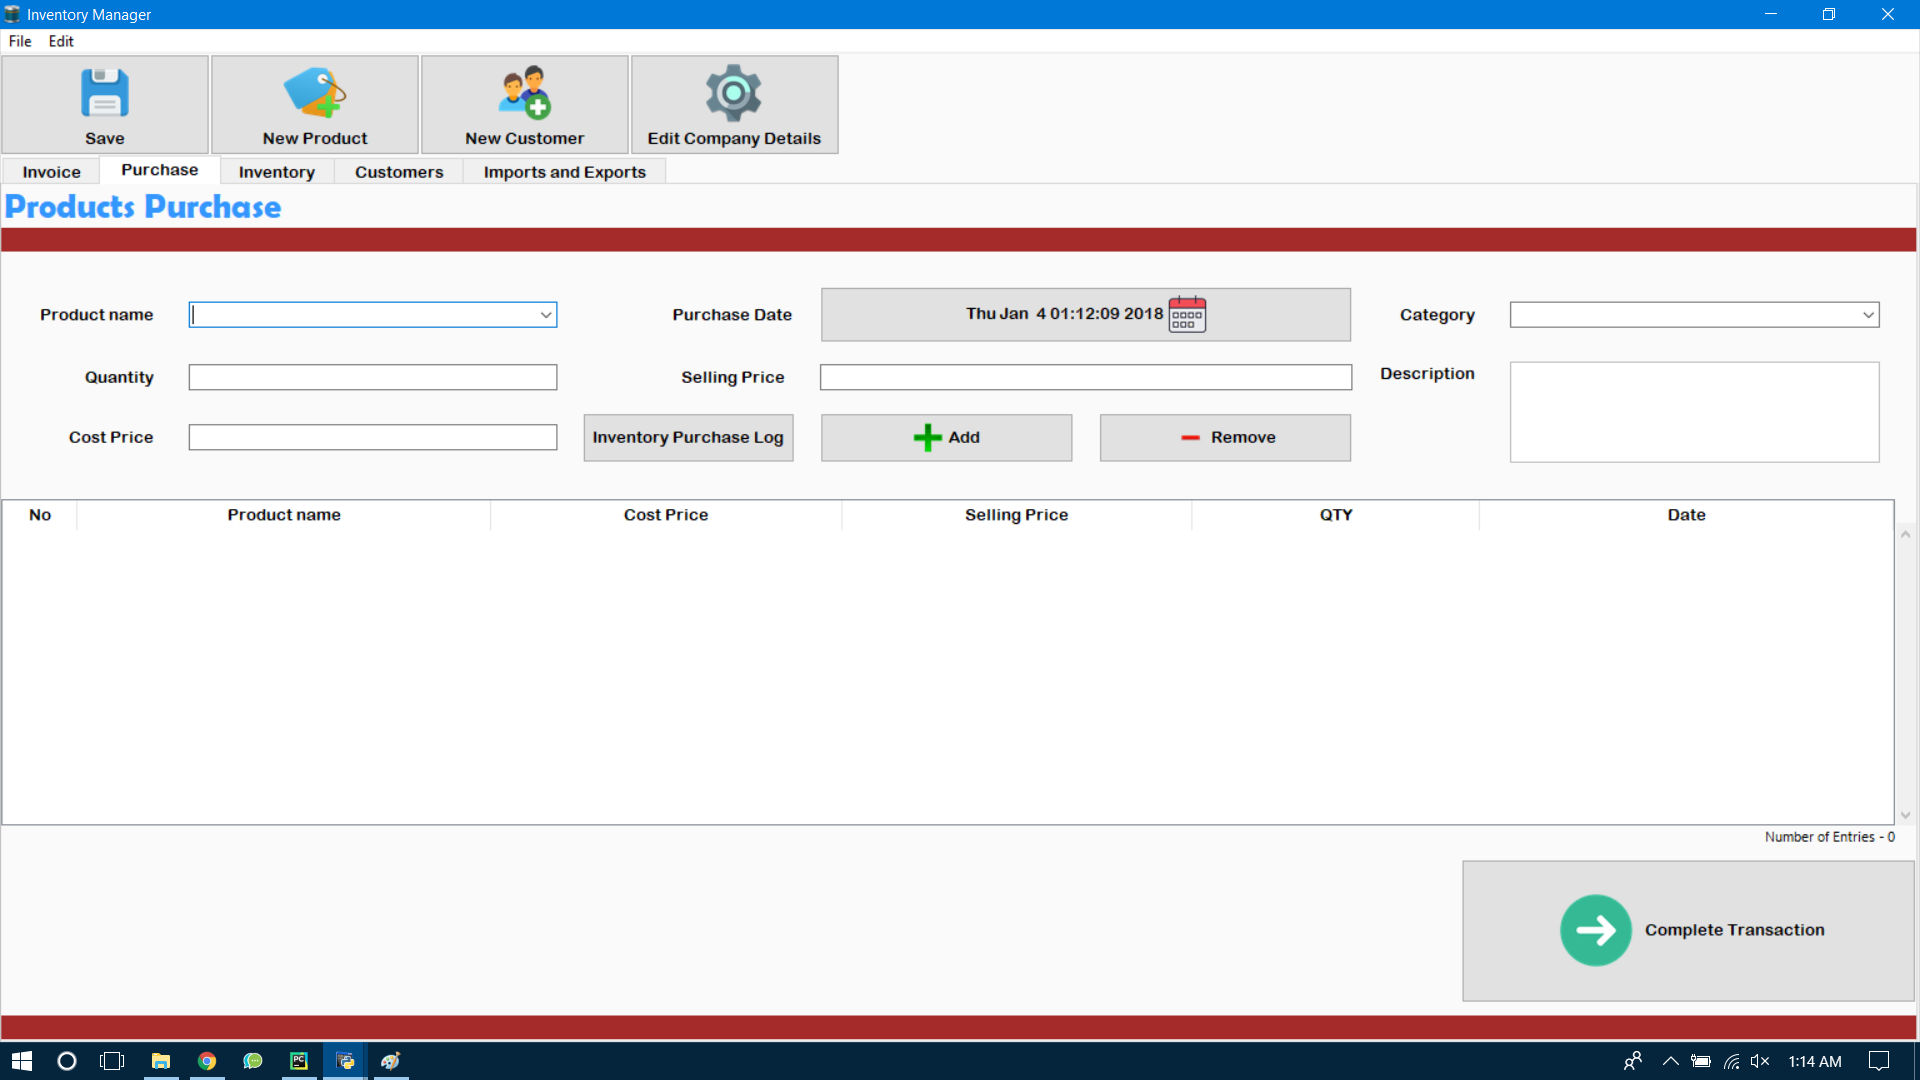 Inventory Manager
File Edit
Save New Product New Customer Edit Company Details
Invoice Purchase Inventory Customers Imports and Exports
Products Purchase
Product name Purchase Date Thu Jan  4 01:12:09 2018 Category
Quantity Selling Price Description
Cost Price Inventory Purchase Log Add Remove
No Product name Cost Price Selling Price QTY Date
Number of Entries - 0
Complete Transaction
PC 1:14 AM